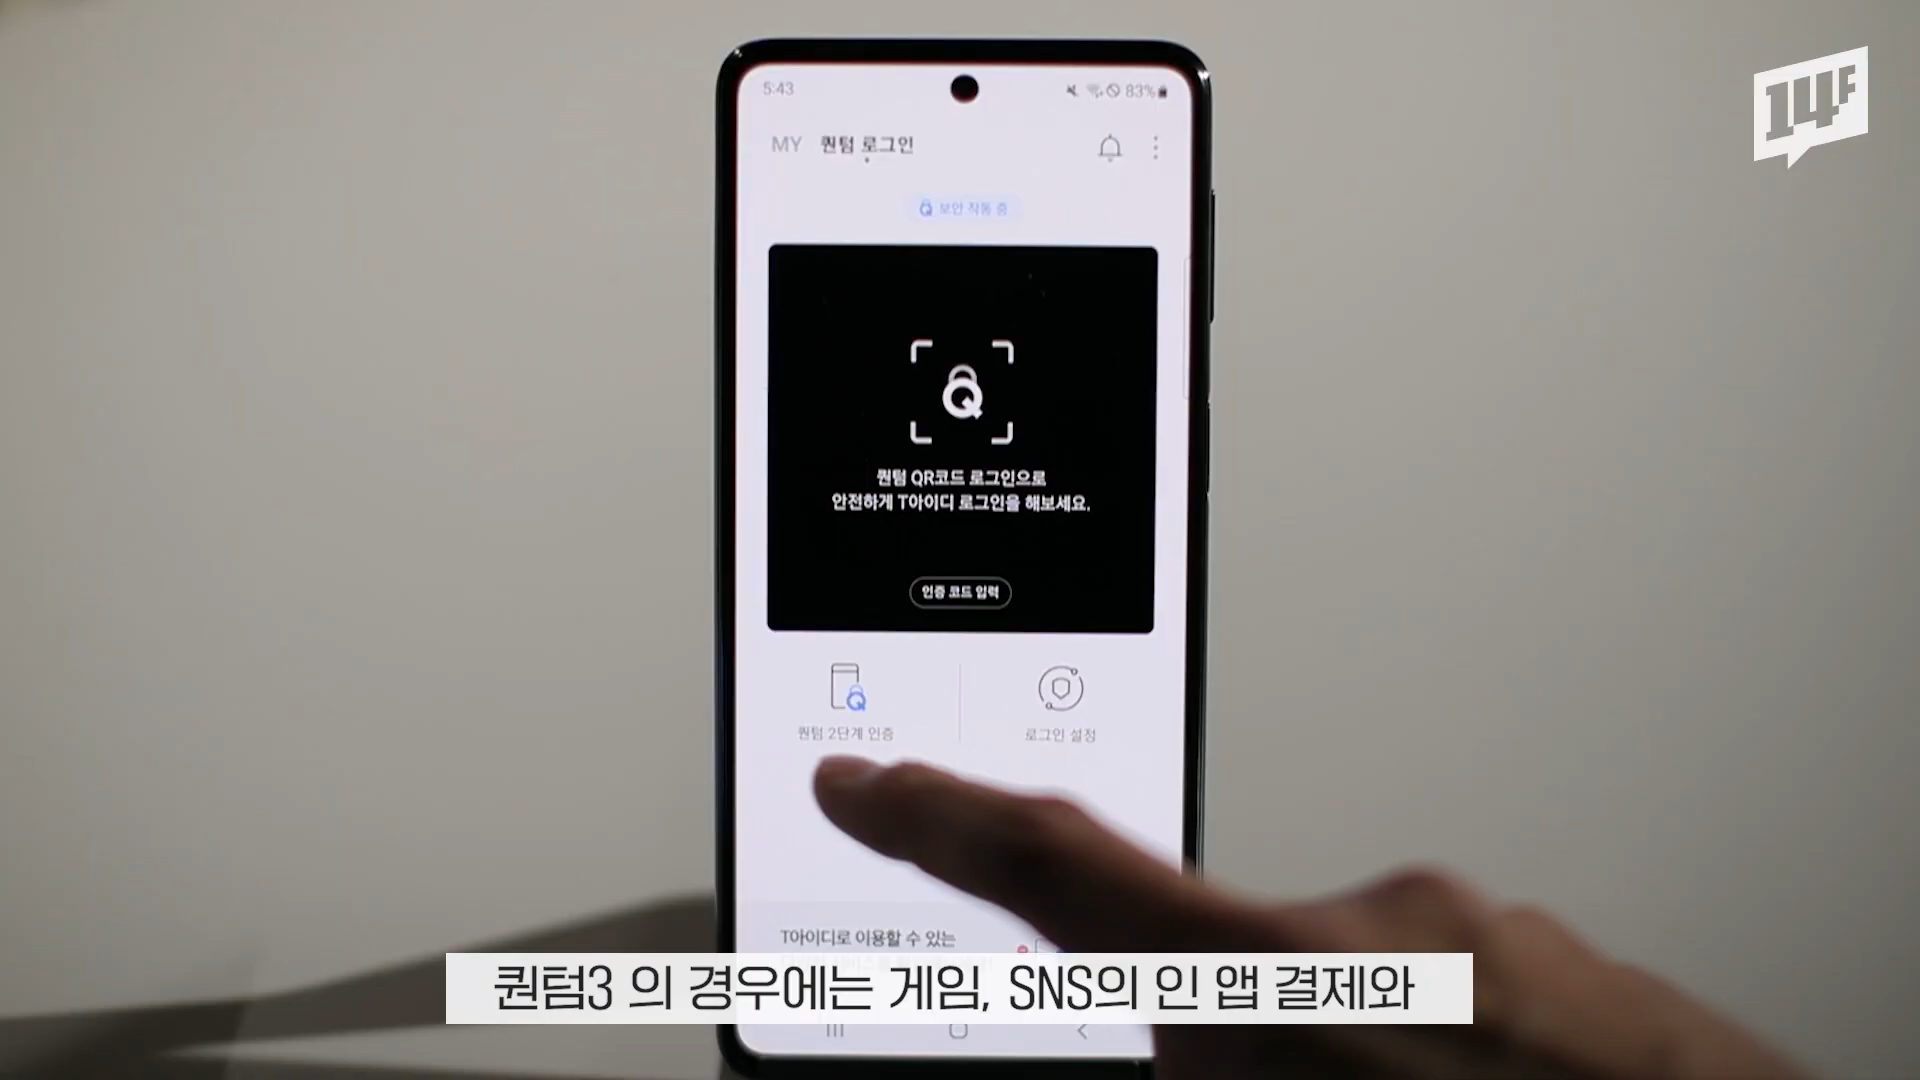 14F
5:43
83%
MY 퀀텀 로그인
보안 작동 중
퀀텀 QR코드 로그인으로
안전하게 T아이디 로그인을 해보세요.
인증 코드 입력
퀀텀 2단계 인증
로그인 설정
T아이디로 이용할 수 있는
퀀텀3 의 경우에는 게임, SNS의 인 앱 결제와